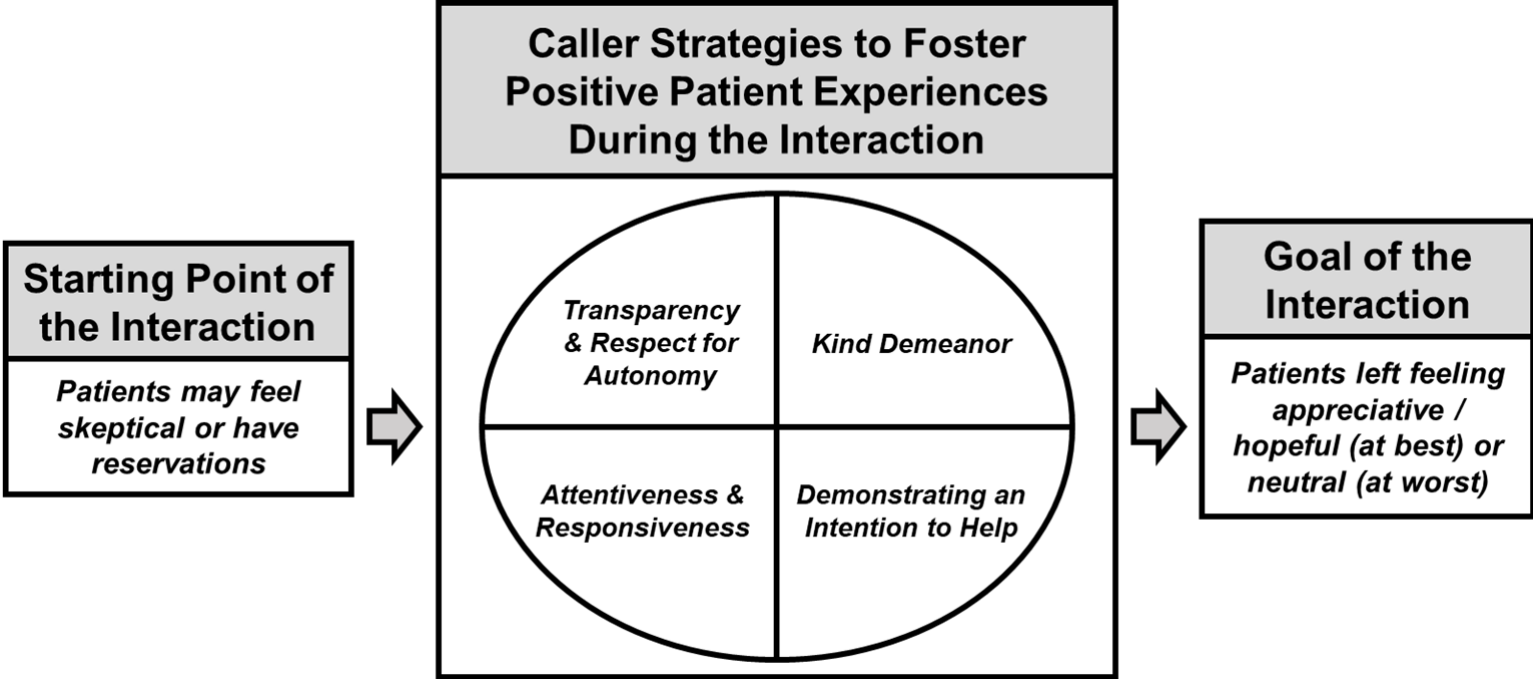 Starting Point of
the Interaction
Patients may feel
skeptical or have
reservations
Caller Strategies to Foster
Positive Patient Experiences
During the Interaction
Transparency
& Respect for
Autonomy
Kind Demeanor
Attentiveness &
Responsiveness
Demonstrating an
Intention to Help
Goal of the
Interaction
Patients left feeling
appreciative /
hopeful (at best) or
neutral (at worst)